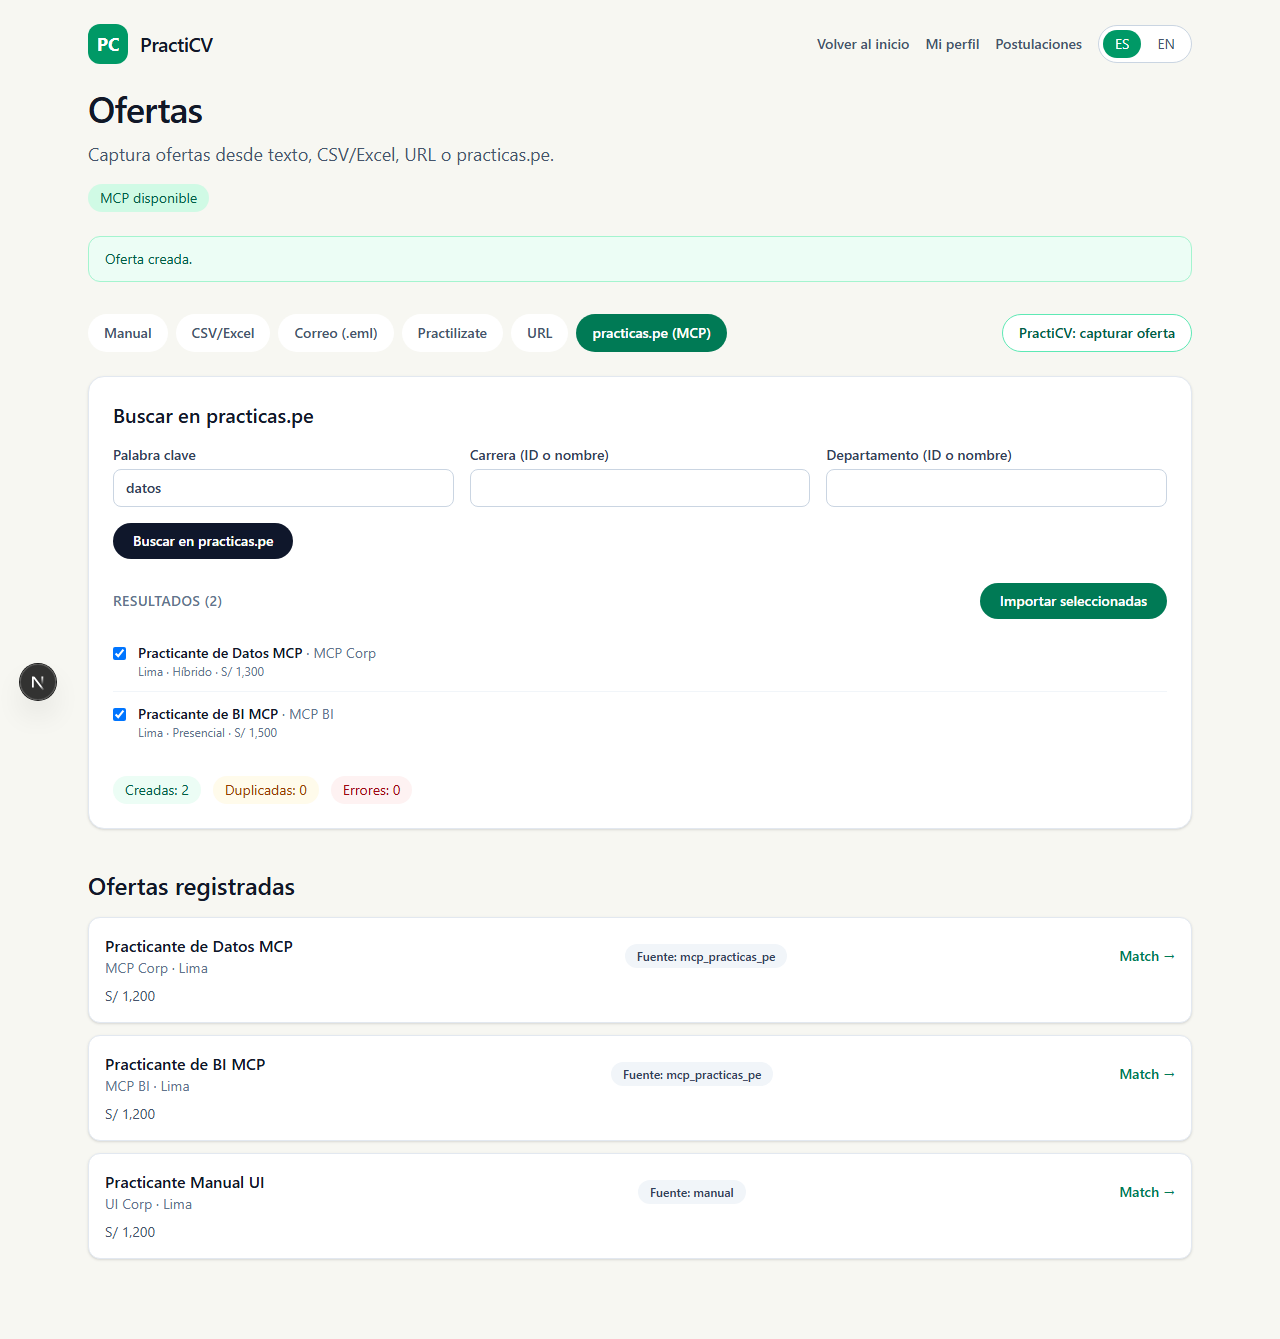 PC PractiCV
Volver al inicio
Mi perfil
Postulaciones
ES
EN
Ofertas
Captura ofertas desde texto, CSV/Excel, URL o practicas.pe.
MCP disponible
Oferta creada.
Manual
CSV/Excel
Correo (.eml)
Practilizate
URL
practicas.pe (MCP)
PractiCV: capturar oferta
Buscar en practicas.pe
Palabra clave
Carrera (ID o nombre)
Departamento (ID o nombre)
datos
Buscar en practicas.pe
RESULTADOS (2)
Importar seleccionadas
Practicante de Datos MCP · MCP Corp
Lima · Híbrido · S/ 1,300
Practicante de BI MCP · MCP BI
Lima · Presencial · S/ 1,500
Creadas: 2
Duplicadas: 0
Errores: 0
N
Ofertas registradas
Practicante de Datos MCP
MCP Corp · Lima
S/ 1,200
Fuente: mcp_practicas_pe
Match →
Practicante de BI MCP
MCP BI · Lima
S/ 1,200
Fuente: mcp_practicas_pe
Match →
Practicante Manual UI
UI Corp · Lima
S/ 1,200
Fuente: manual
Match →